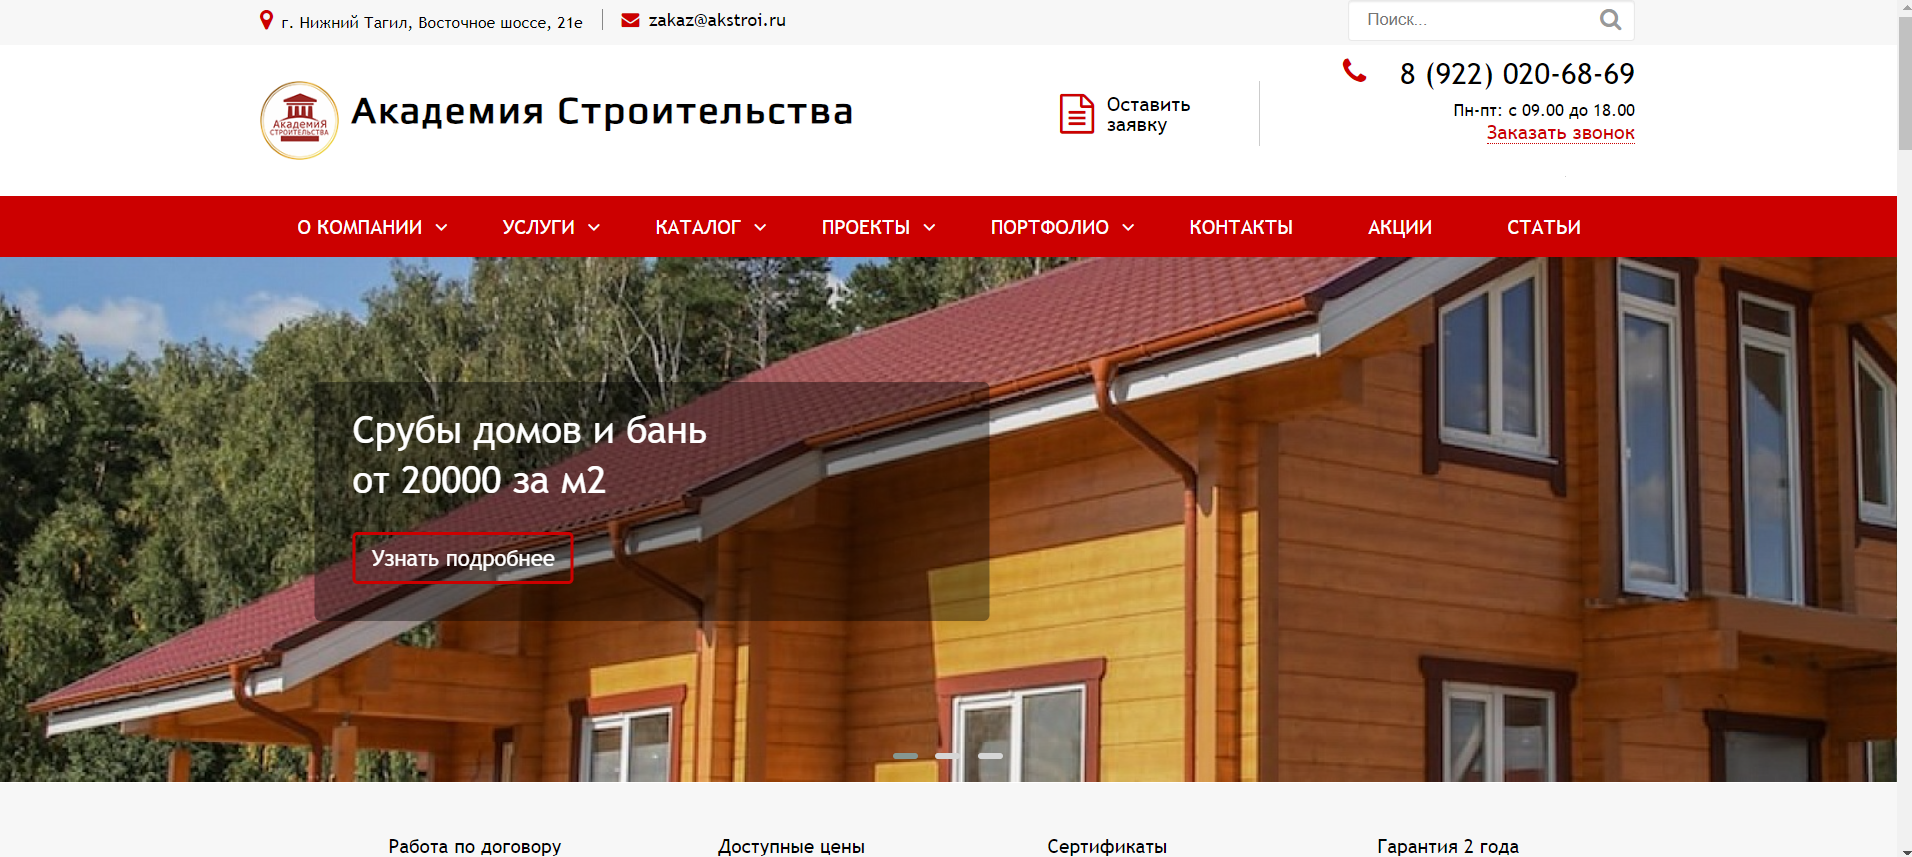 г. Нижний Тагил, Восточное шоссе, 21е
zakaz@akstroi.ru
Поиск...
АкадемиЯ
СТРОИТЕЛЬСТВА
Академия Строительства
Оставить
заявку
8 (922) 020-68-69
Пн-пт: с 09.00 до 18.00
Заказать звонок
О КОМПАНИИ
УСЛУГИ
КАТАЛОГ
ПРОЕКТЫ
ПОРТФОЛИО
КОНТАКТЫ
АКЦИИ
СТАТЬИ
Срубы домов и бань
от 20000 за м2
Узнать подробнее
Работа по договору
Доступные цены
Сертификаты
Гарантия 2 года